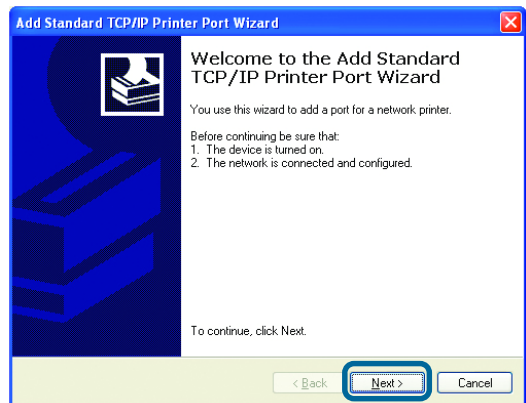 Add Standard TCP/IP Printer Port Wizard
Welcome to the Add Standard
TCP/IP Printer Port Wizard
You use this wizard to add a port for a network printer.
Before continuing be sure that:
1. The device is turned on.
2. The network is connected and configured.
To continue, click Next.
< Back Next > Cancel